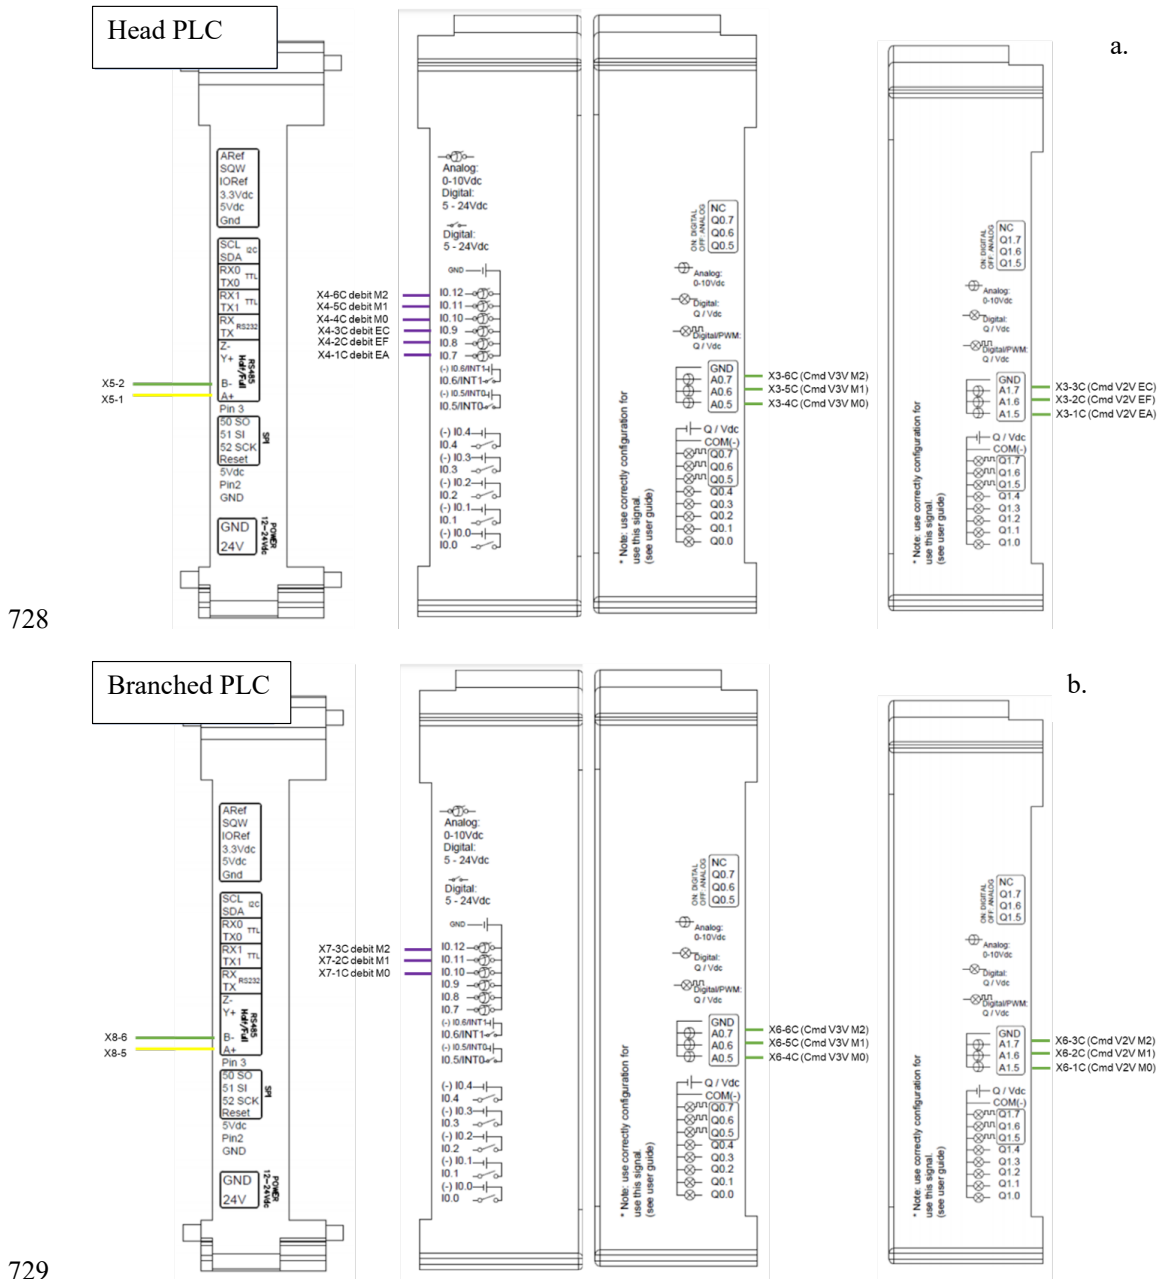 Head PLC
a.
ARef
SQW
IORef
3.3Vdc
5Vdc
Gnd
SCL
SDA
I2C
RX0
TX0
TTL
RX1
TX1
TTL
RX
TX
RS232
Z-
Y+
B-
A+
RS485
Half/Full
Pin 3
50 SO
51 SI
52 SCK
Reset
SPI
5Vdc
Pin2
GND
GND
24V
POWER
12-24Vdc
X5-2
X5-1
Analog:
0-10Vdc
Digital:
5 - 24Vdc
Digital:
5 - 24Vdc
GND
X4-6C debit M2
X4-5C debit M1
X4-4C debit M0
X4-3C debit EC
X4-2C debit EF
X4-1C debit EA
I0.12
I0.11
I0.10
I0.9
I0.8
I0.7
(-) I0.6/INT1
I0.6/INT1
(-) I0.5/INT0
I0.5/INT0
(-) I0.4
I0.4
(-) I0.3
I0.3
(-) I0.2
I0.2
(-) I0.1
I0.1
(-) I0.0
I0.0
ON: DIGITAL
OFF: ANALOG
NC
Q0.7
Q0.6
Q0.5
Analog:
0-10Vdc
Digital:
Q / Vdc
Digital/PWM:
Q / Vdc
GND
A0.7
A0.6
A0.5
X3-6C (Cmd V3V M2)
X3-5C (Cmd V3V M1)
X3-4C (Cmd V3V M0)
Q / Vdc
COM(-)
Q0.7
Q0.6
Q0.5
Q0.4
Q0.3
Q0.2
Q0.1
Q0.0
* Note: use correctly configuration for
use this signal.
(see user guide)
ON: DIGITAL
OFF: ANALOG
NC
Q1.7
Q1.6
Q1.5
Analog:
0-10Vdc
Digital:
Q / Vdc
Digital/PWM:
Q / Vdc
GND
A1.7
A1.6
A1.5
X3-3C (Cmd V2V EC)
X3-2C (Cmd V2V EF)
X3-1C (Cmd V2V EA)
Q / Vdc
COM(-)
Q1.7
Q1.6
Q1.5
Q1.4
Q1.3
Q1.2
Q1.1
Q1.0
* Note: use correctly configuration for
use this signal.
(see user guide)
728
Branched PLC
b.
ARef
SQW
IORef
3.3Vdc
5Vdc
Gnd
SCL
SDA
I2C
RX0
TX0
TTL
RX1
TX1
TTL
RX
TX
RS232
Z-
Y+
B-
A+
RS485
Half/Full
Pin 3
50 SO
51 SI
52 SCK
Reset
SPI
5Vdc
Pin2
GND
GND
24V
POWER
12-24Vdc
X8-6
X8-5
Analog:
0-10Vdc
Digital:
5 - 24Vdc
Digital:
5 - 24Vdc
GND
X7-3C debit M2
X7-2C debit M1
X7-1C debit M0
I0.12
I0.11
I0.10
I0.9
I0.8
I0.7
(-) I0.6/INT1
I0.6/INT1
(-) I0.5/INT0
I0.5/INT0
(-) I0.4
I0.4
(-) I0.3
I0.3
(-) I0.2
I0.2
(-) I0.1
I0.1
(-) I0.0
I0.0
ON: DIGITAL
OFF: ANALOG
NC
Q0.7
Q0.6
Q0.5
Analog:
0-10Vdc
Digital:
Q / Vdc
Digital/PWM:
Q / Vdc
GND
A0.7
A0.6
A0.5
X6-6C (Cmd V3V M2)
X6-5C (Cmd V3V M1)
X6-4C (Cmd V3V M0)
Q / Vdc
COM(-)
Q0.7
Q0.6
Q0.5
Q0.4
Q0.3
Q0.2
Q0.1
Q0.0
* Note: use correctly configuration for
use this signal.
(see user guide)
ON: DIGITAL
OFF: ANALOG
NC
Q1.7
Q1.6
Q1.5
Analog:
0-10Vdc
Digital:
Q / Vdc
Digital/PWM:
Q / Vdc
GND
A1.7
A1.6
A1.5
X6-3C (Cmd V2V M2)
X6-2C (Cmd V2V M1)
X6-1C (Cmd V2V M0)
Q / Vdc
COM(-)
Q1.7
Q1.6
Q1.5
Q1.4
Q1.3
Q1.2
Q1.1
Q1.0
* Note: use correctly configuration for
use this signal.
(see user guide)
729